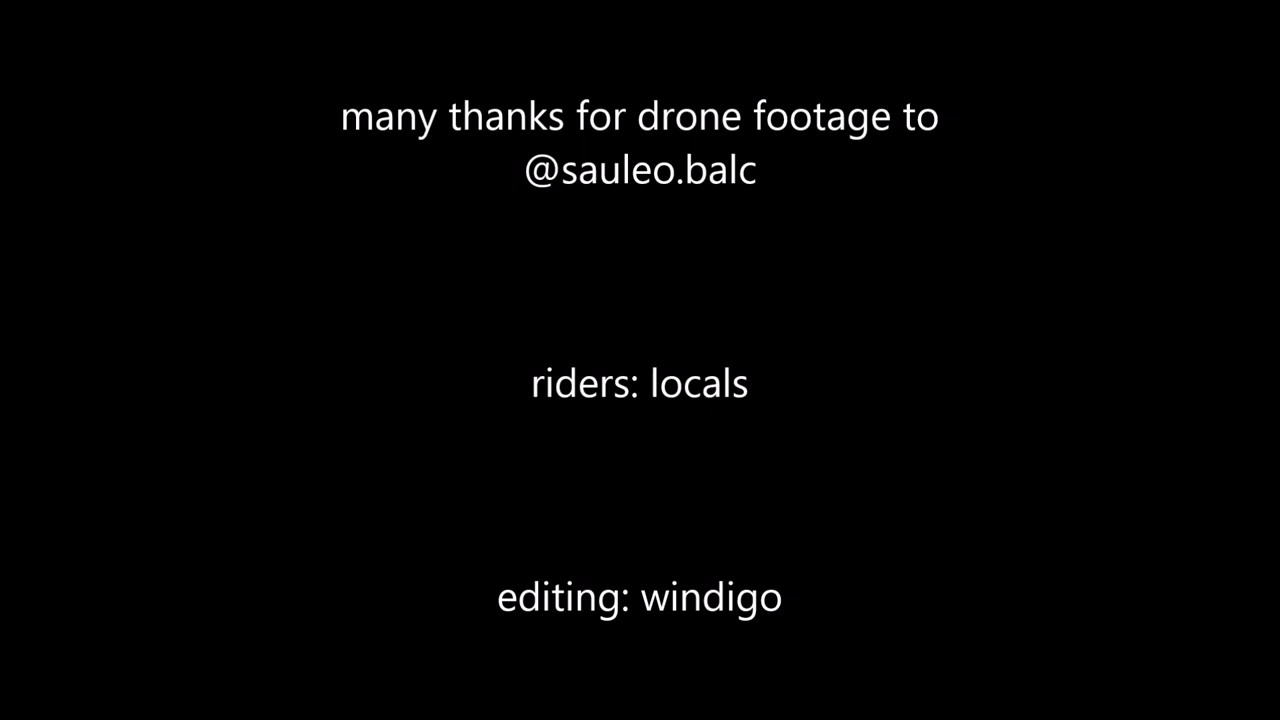 many thanks for drone footage to
@sauleo.balc
riders: locals
editing: windigo